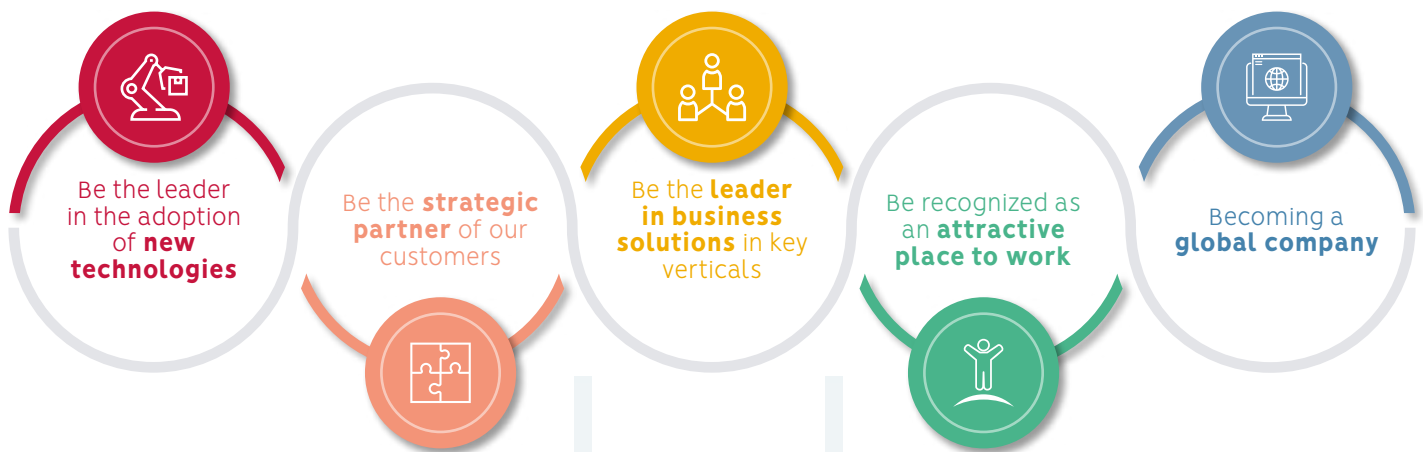 Be the leader
in the adoption
of new
technologies
Be the strategic
partner of our
customers
Be the leader
in business
solutions in key
verticals
Be recognized as
an attractive
place to work
Becoming a
global company